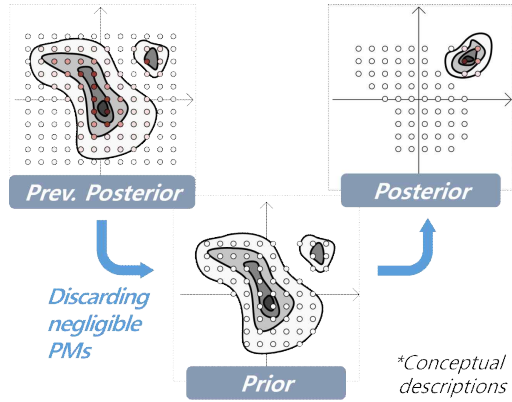 Prev. Posterior
Posterior
Discarding
negligible
PMs
Prior
*Conceptual
descriptions